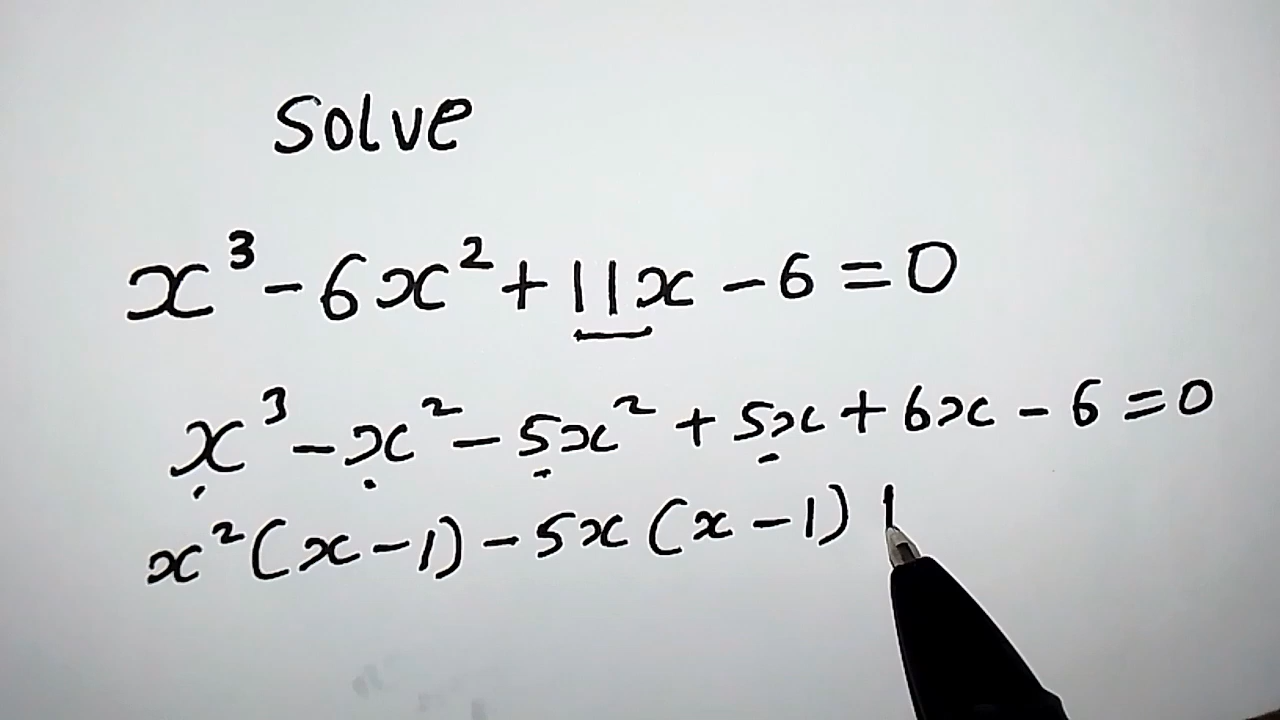 Solve
x³ - 6x² + 11x - 6 = 0
x³ - x² - 5x² + 5x + 6x - 6 = 0
x²(x - 1) - 5x(x - 1)